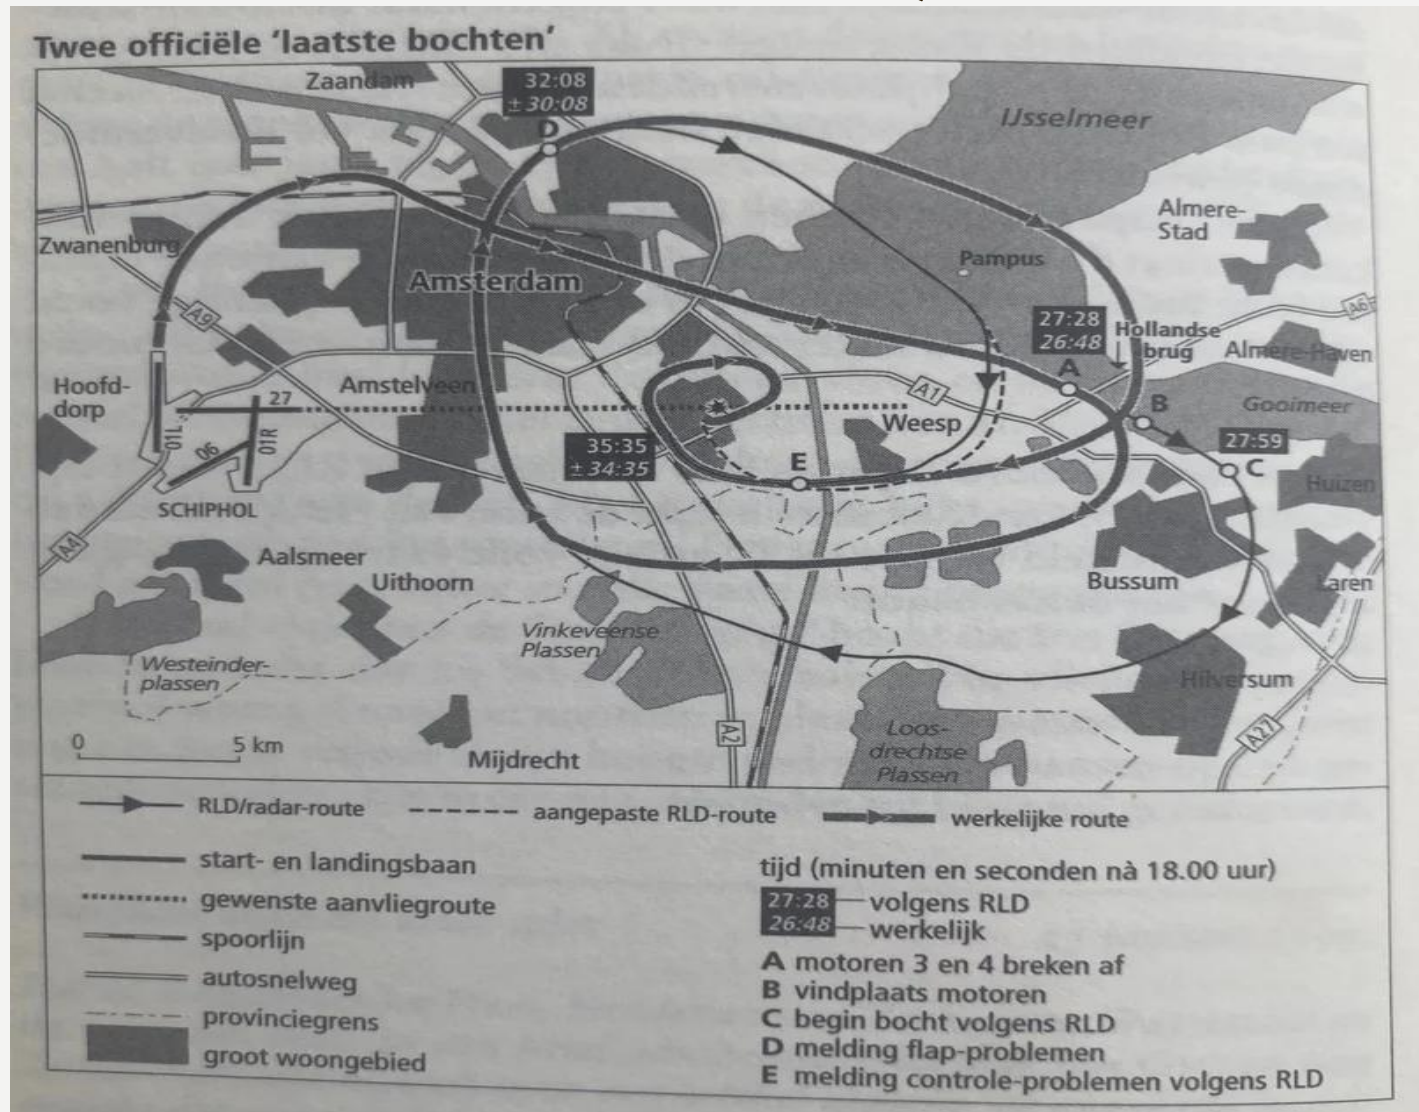 Twee officiële ‘laatste bochten’
Zaandam
32:08
±30:08
D
IJsselmeer
Almere-
Stad
Zwanenburg
Pampus
Amsterdam
A9
A6
27:28
26:48
Hollandse
brug
Almere-Haven
A
Hoofd-
dorp
Amstelveen
27
A1
B
Gooimeer
01L
06
01R
Weesp
35:35
±34:35
E
27:59
C
SCHIPHOL
Huizen
A4
Aalsmeer
Uithoorn
Bussum
Laren
Vinkeveense
Plassen
Westeinder-
plassen
Hilversum
A2
Loos-
drechtse
Plassen
A27
0 5 km
Mijdrecht
RLD/radar-route
aangepaste RLD-route
werkelijke route
start- en landingsbaan
gewenste aanvliegroute
spoorlijn
autosnelweg
provinciegrens
groot woongebied
tijd (minuten en seconden nà 18.00 uur)
27:28 volgens RLD
26:48 werkelijk
A motoren 3 en 4 breken af
B vindplaats motoren
C begin bocht volgens RLD
D melding flap-problemen
E melding controle-problemen volgens RLD